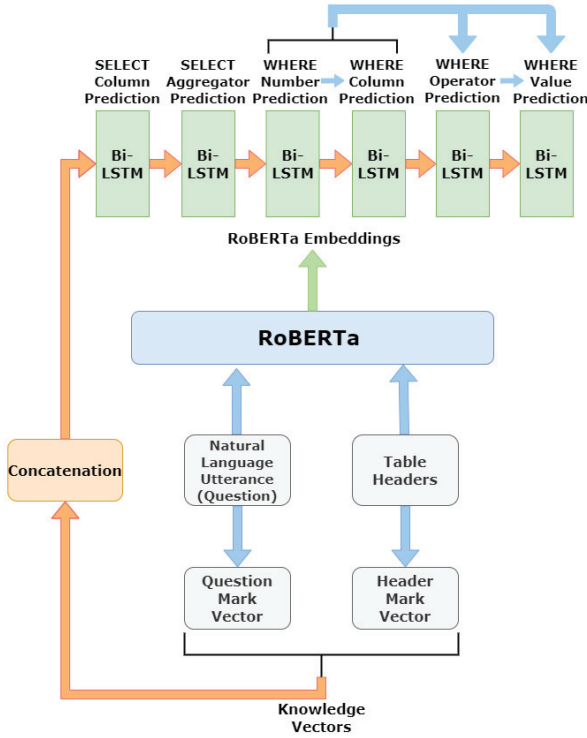 SELECT
Column
Prediction
SELECT
Aggregator
Prediction
WHERE
Number
Prediction
WHERE
Column
Prediction
WHERE
Operator
Prediction
WHERE
Value
Prediction
Bi-
LSTM
Bi-
LSTM
Bi-
LSTM
Bi-
LSTM
Bi-
LSTM
Bi-
LSTM
RoBERTa Embeddings
RoBERTa
Concatenation
Natural
Language
Utterance
(Question)
Table
Headers
Question
Mark
Vector
Header
Mark
Vector
Knowledge
Vectors